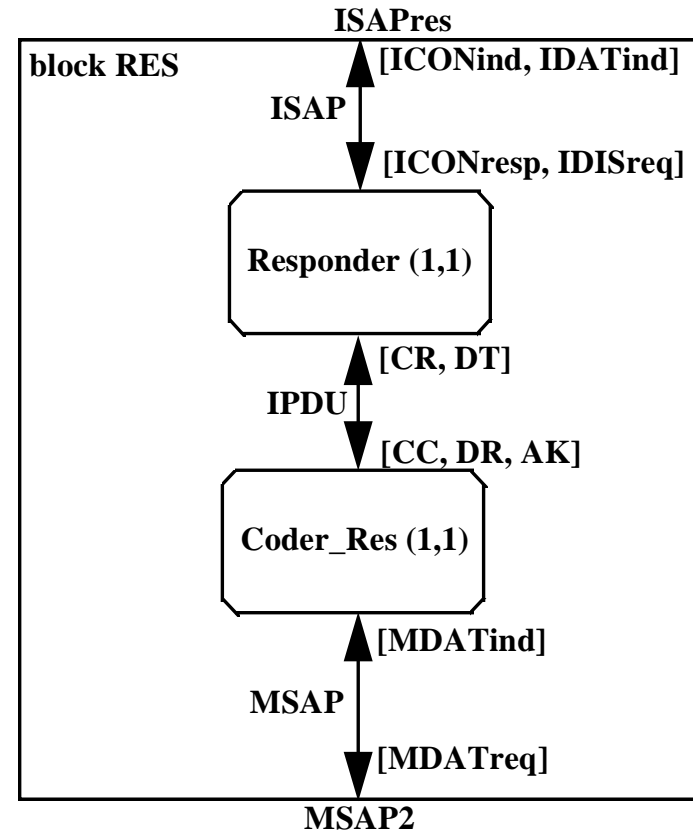 ISAPres
block RES
[ICONind, IDATind]
ISAP
[ICONresp, IDISreq]
Responder (1,1)
[CR, DT]
IPDU
[CC, DR, AK]
Coder_Res (1,1)
[MDATind]
MSAP
[MDATreq]
MSAP2